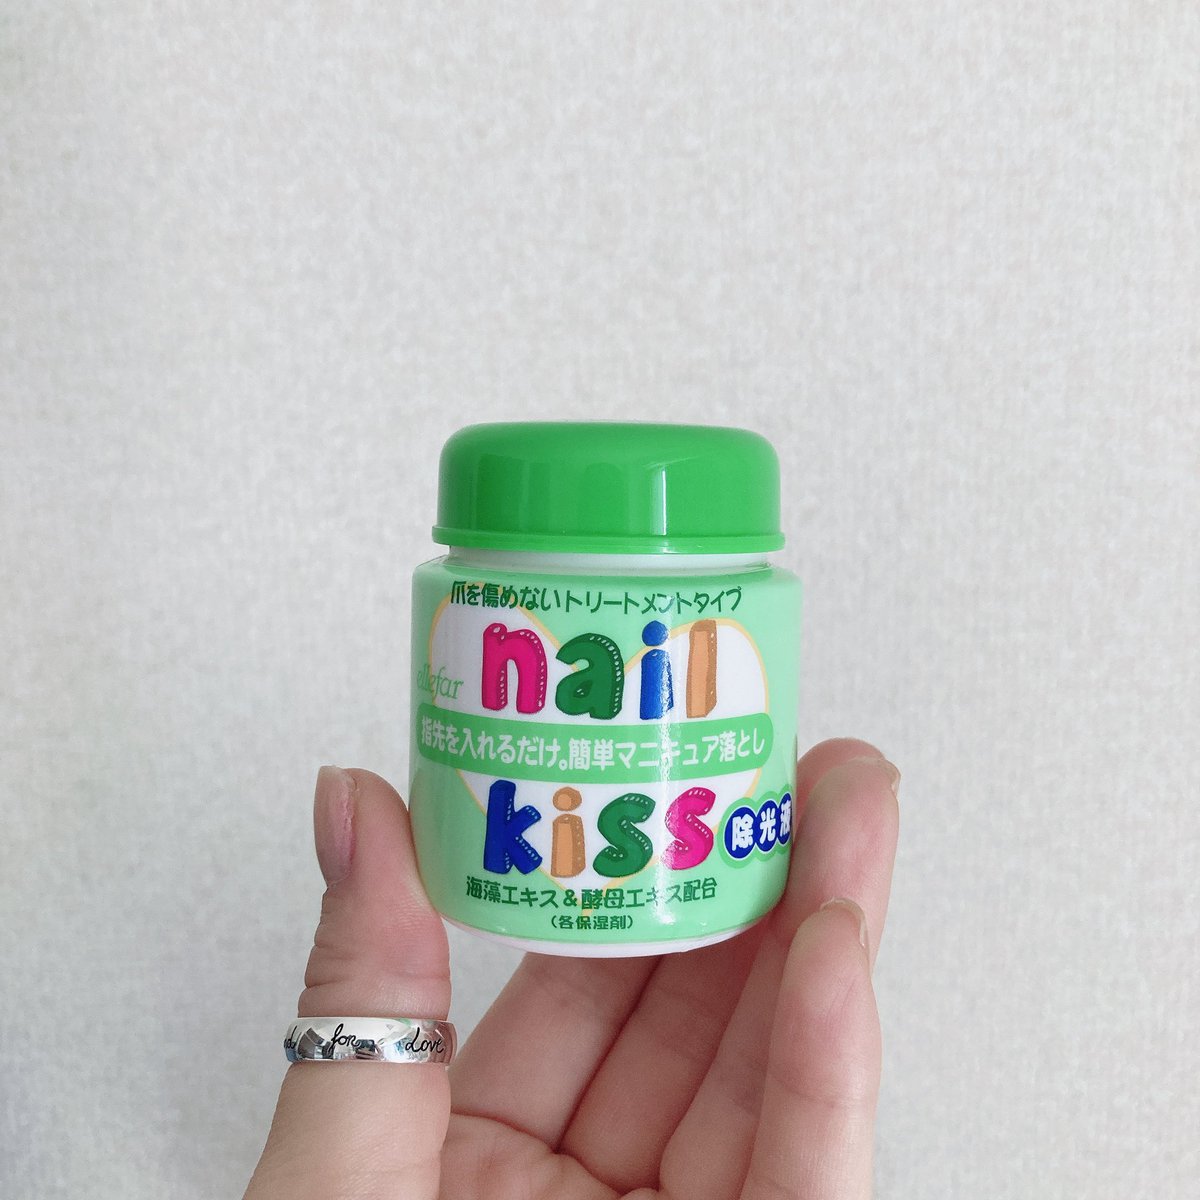 爪を傷めないトリートメントタイプ
nail
ellefar
指先を入れるだけ。簡単マニキュア落とし
kiss
除光液
海藻エキス&酵母エキス配合
(各保湿剤)
for Love